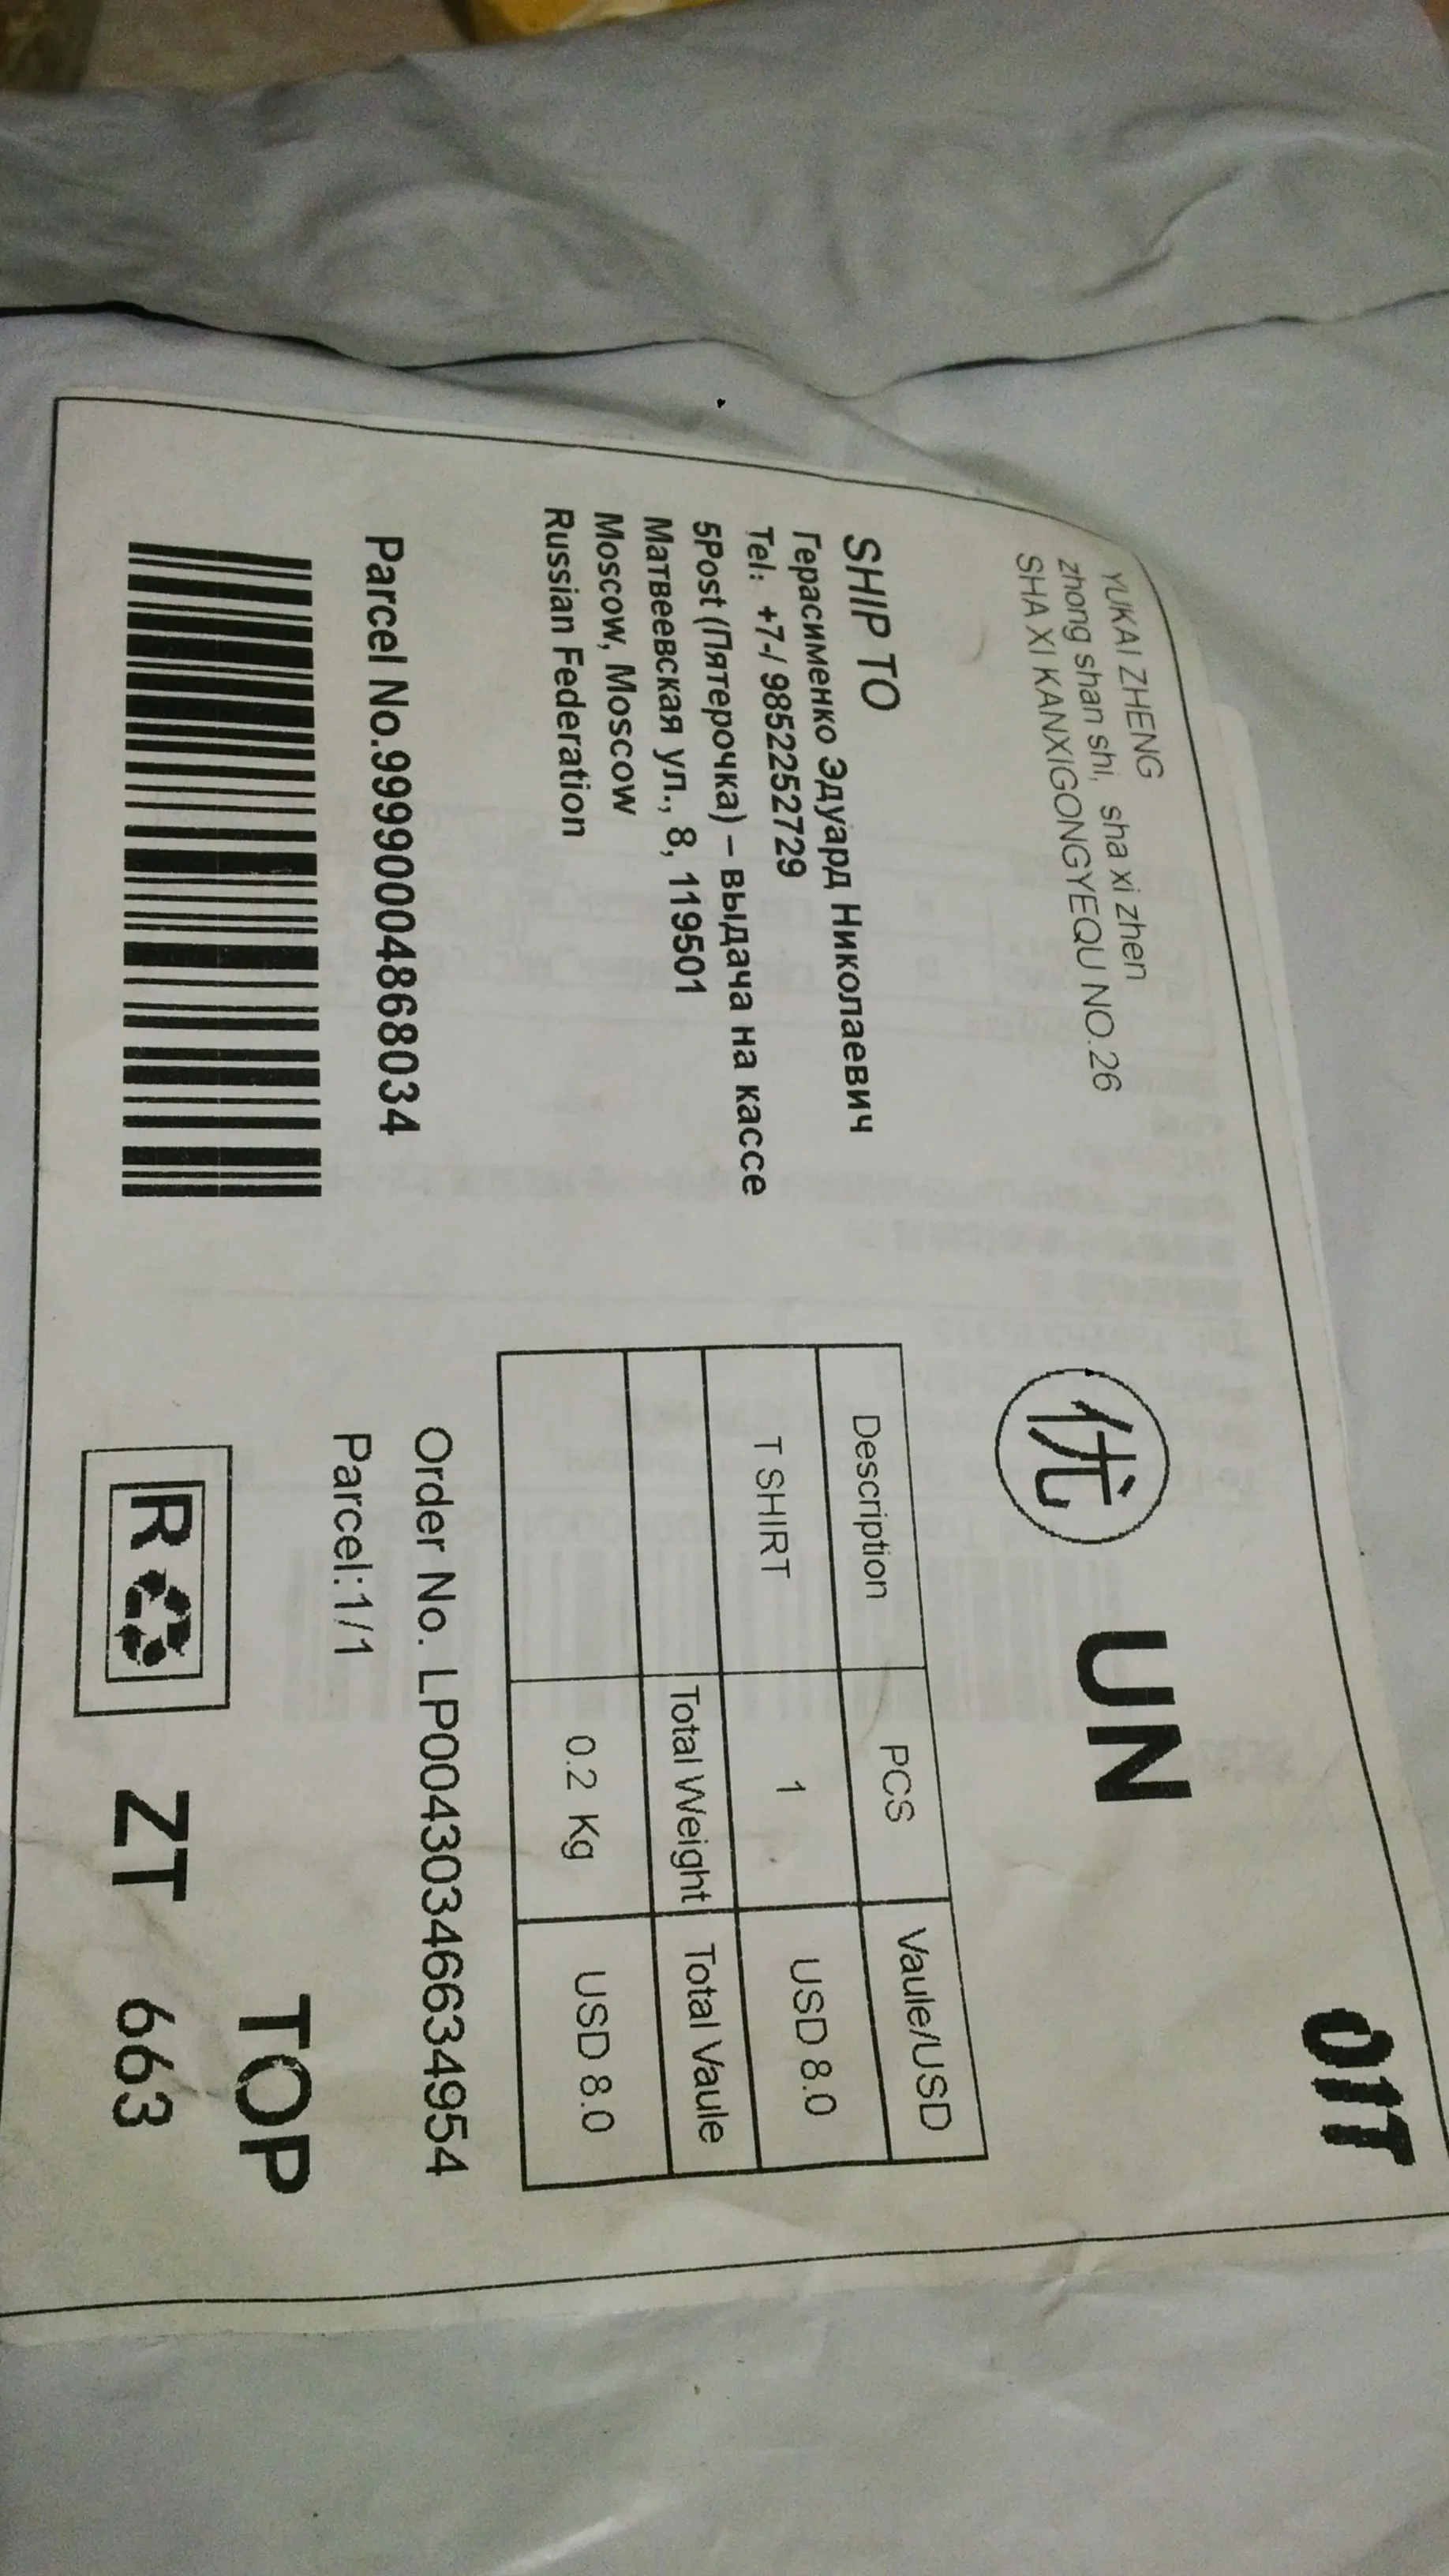 YUKAI ZHENG
zhong shan shi, sha xi zhen
SHA XI KANXIGONGYEQU NO.26
优 UN
SHIP TO
Герасименко Эдуард Николаевич
Tel: +7-/ 9852252729
5Post (Пятерочка) – выдача на кассе
Матвеевская ул., 8, 119501
Moscow, Moscow
Russian Federation
Description PCS Vaule/USD
T SHIRT 1 USD 8.0
Total Weight Total Vaule
0.2 Kg USD 8.0
Parcel No.99990004868034
Order No. LP00430346634954
Parcel:1/1
TOP
R ZT 663